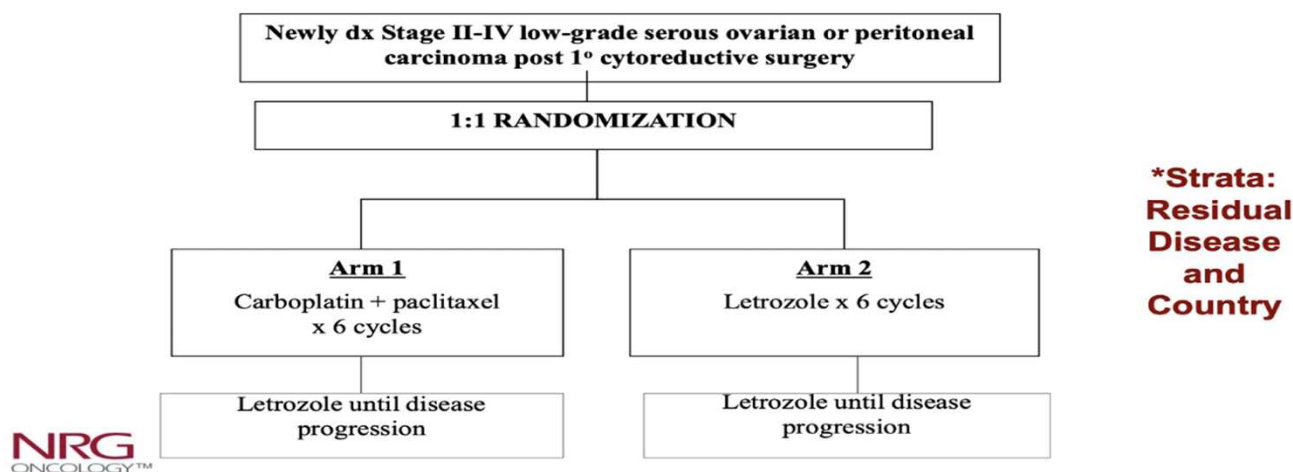 Newly dx Stage II-IV low-grade serous ovarian or peritoneal
carcinoma post 1º cytoreductive surgery
1:1 RANDOMIZATION
*Strata:
Residual
Disease
and
Country
Arm 1
Carboplatin + paclitaxel
x 6 cycles
Arm 2
Letrozole x 6 cycles
Letrozole until disease
progression
Letrozole until disease
progression
NRG
ONCOLOGY™